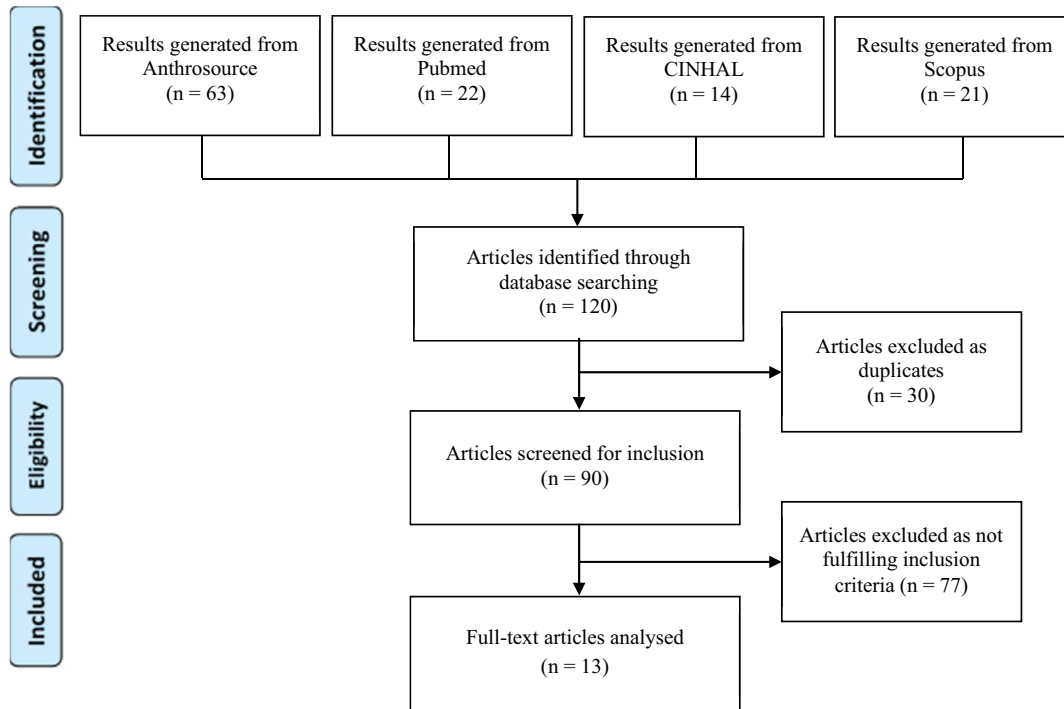 Identification
Results generated from
Anthrosource
(n = 63)
Results generated from
Pubmed
(n = 22)
Results generated from
CINHAL
(n = 14)
Results generated from
Scopus
(n = 21)
Screening
Articles identified through
database searching
(n = 120)
Articles excluded as
duplicates
(n = 30)
Eligibility
Articles screened for inclusion
(n = 90)
Articles excluded as not
fulfilling inclusion
criteria (n = 77)
Included
Full-text articles analysed
(n = 13)